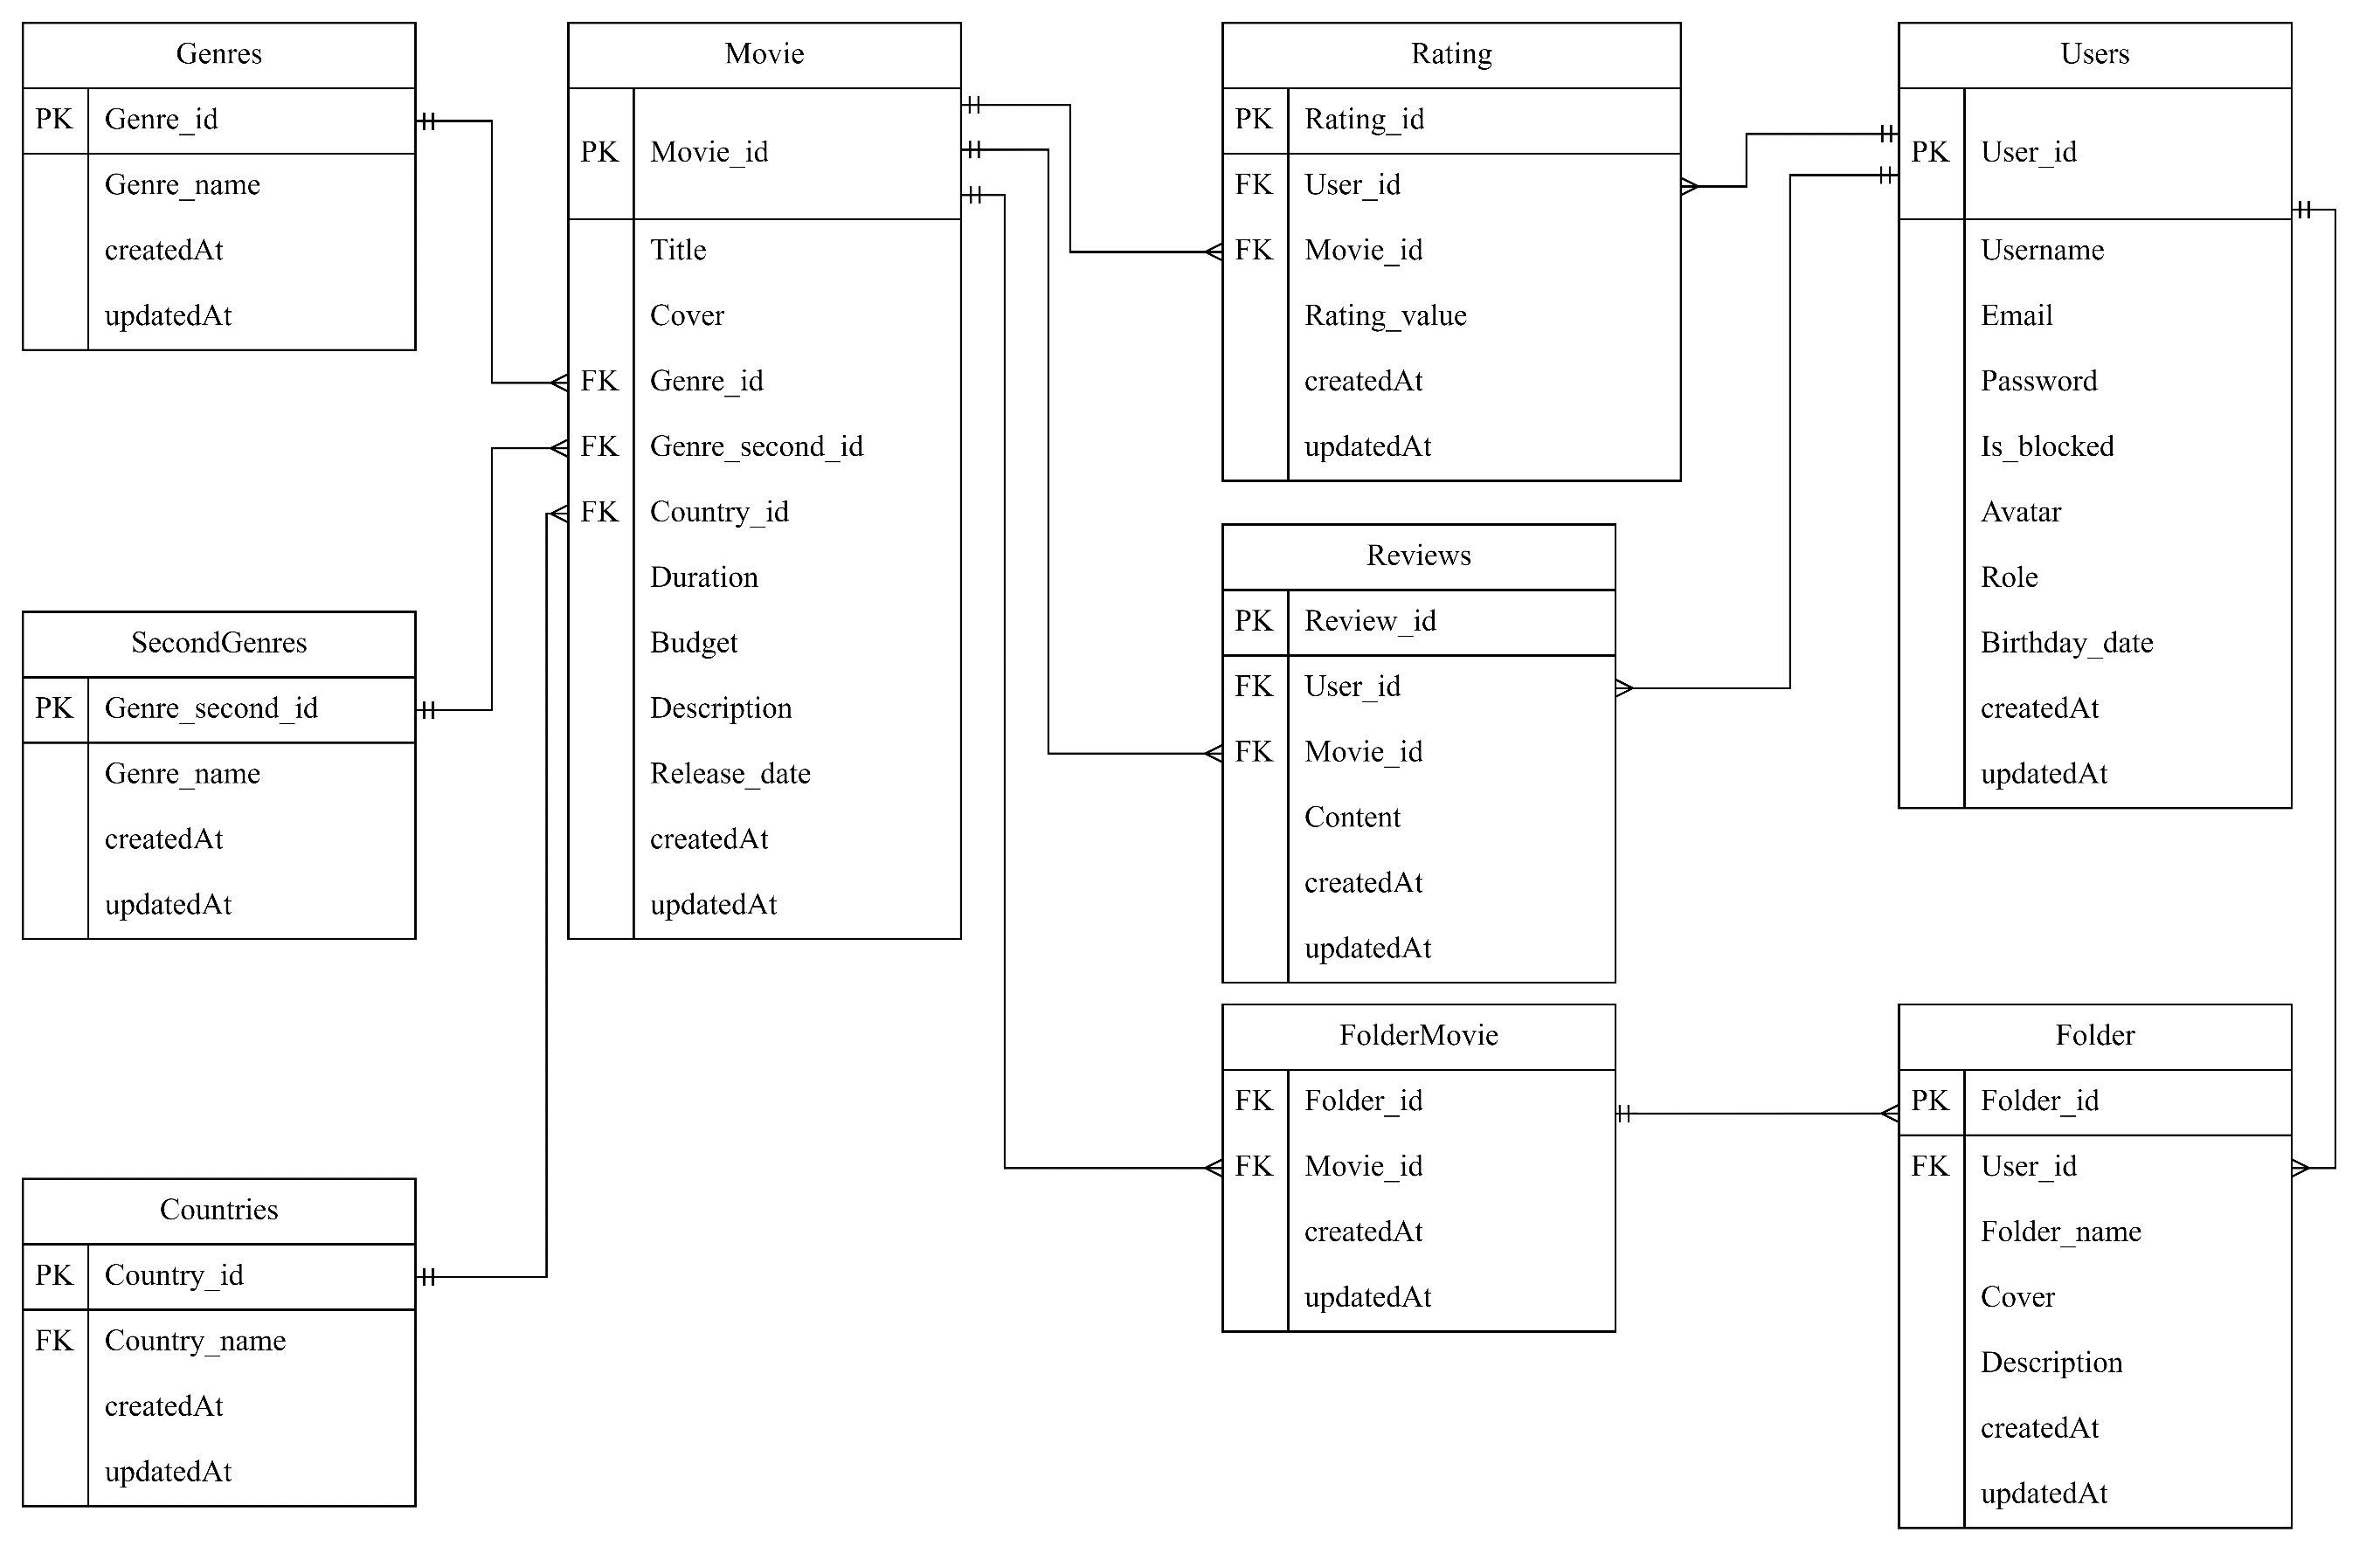 Genres
PK Genre_id
Genre_name
createdAt
updatedAt
SecondGenres
PK Genre_second_id
Genre_name
createdAt
updatedAt
Countries
PK Country_id
FK Country_name
createdAt
updatedAt
Movie
PK Movie_id
Title
Cover
FK Genre_id
FK Genre_second_id
FK Country_id
Duration
Budget
Description
Release_date
createdAt
updatedAt
Rating
PK Rating_id
FK User_id
FK Movie_id
Rating_value
createdAt
updatedAt
Reviews
PK Review_id
FK User_id
FK Movie_id
Content
createdAt
updatedAt
FolderMovie
FK Folder_id
FK Movie_id
createdAt
updatedAt
Users
PK User_id
Username
Email
Password
Is_blocked
Avatar
Role
Birthday_date
createdAt
updatedAt
Folder
PK Folder_id
FK User_id
Folder_name
Cover
Description
createdAt
updatedAt